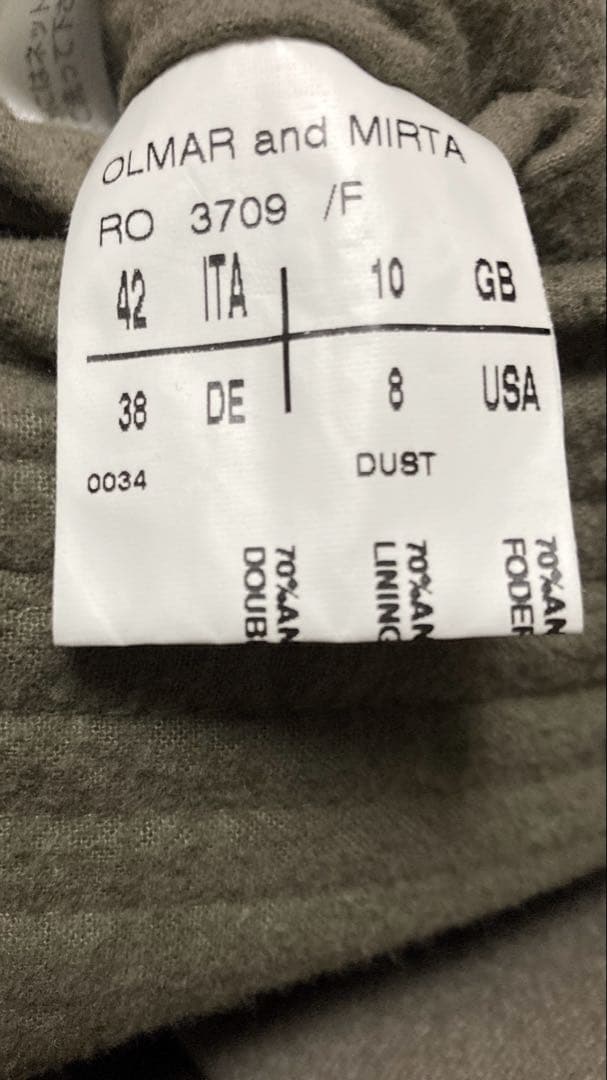 OLMAR and MIRTA
RO 3709 /F
42 ITA 10 GB
38 DE 8 USA
0034 DUST
70%AN
DOUB
70%AN
LINING
70%AN
FODER